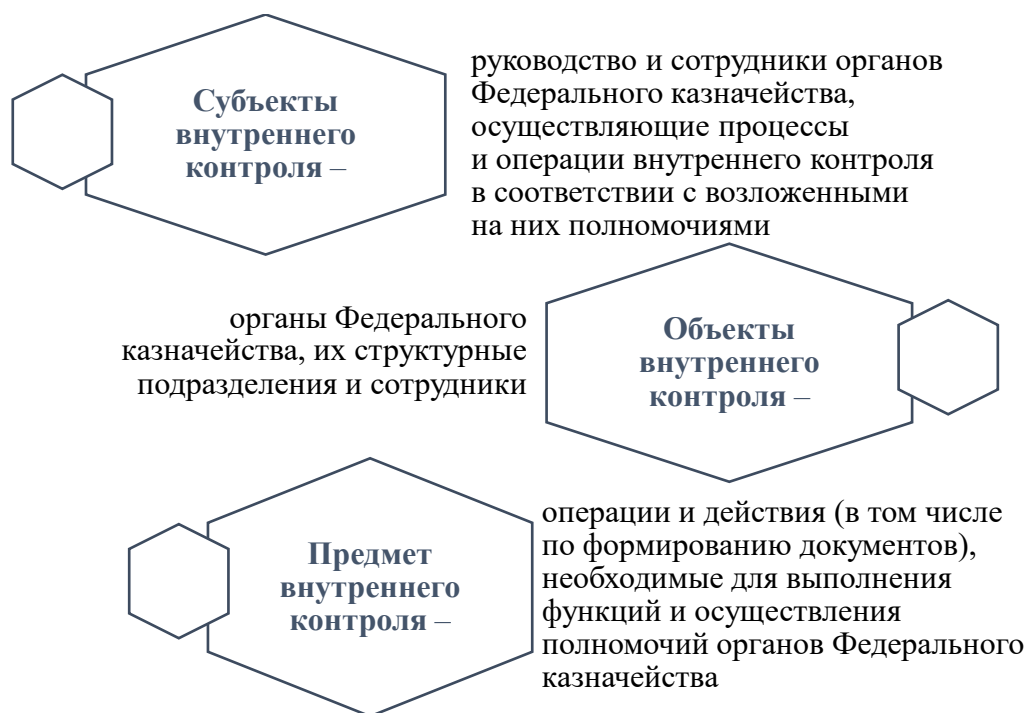 Субъекты
внутреннего
контроля –
руководство и сотрудники органов
Федерального казначейства,
осуществляющие процессы
и операции внутреннего контроля
в соответствии с возложенными
на них полномочиями
Объекты
внутреннего
контроля –
органы Федерального
казначейства, их структурные
подразделения и сотрудники
Предмет
внутреннего
контроля –
операции и действия (в том числе
по формированию документов),
необходимые для выполнения
функций и осуществления
полномочий органов Федерального
казначейства